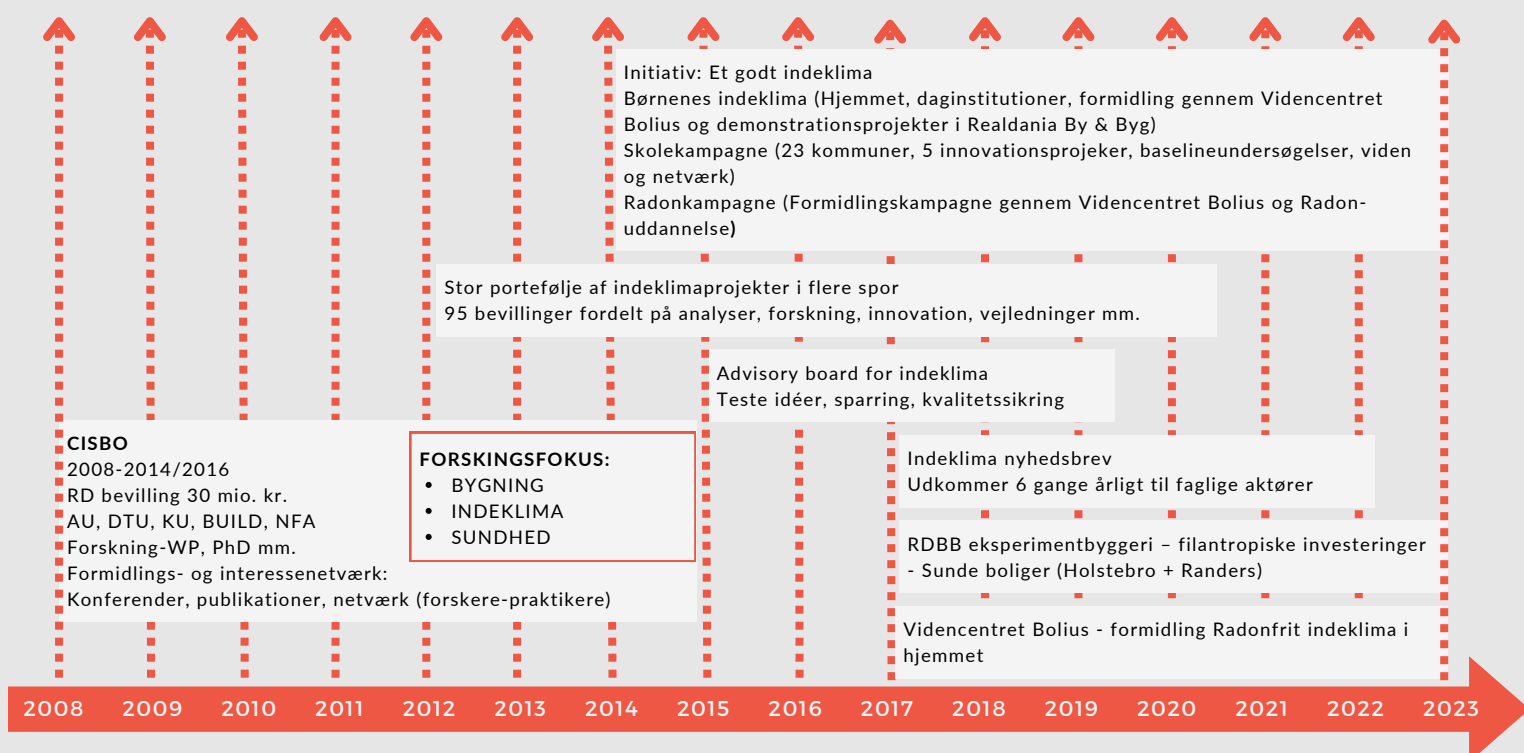 Initiativ: Et godt indeklima
Børnenes indeklima (Hjemmet, daginstitutioner, formidling gennem Videncentret
Bolius og demonstrationsprojekter i Realdania By & Byg)
Skolekampagne (23 kommuner, 5 innovationsprojeker, baselineundersøgelser, viden
og netværk)
Radonkampagne (Formidlingskampagne gennem Videncentret Bolius og Radon-
uddannelse)
Stor portefølje af indeklimaprojekter i flere spor
95 bevillinger fordelt på analyser, forskning, innovation, vejledninger mm.
Advisory board for indeklima
Teste idéer, sparring, kvalitetssikring
CISBO
2008-2014/2016
RD bevilling 30 mio. kr.
AU, DTU, KU, BUILD, NFA
Forskning-WP, PhD mm.
Formidlings- og interessenetværk:
Konferender, publikationer, netværk (forskere-praktikere)
FORSKINGSFOKUS:
• BYGNING
• INDEKLIMA
• SUNDHED
Indeklima nyhedsbrev
Udkommer 6 gange årligt til faglige aktører
RDBB eksperimentbyggeri – filantropiske investeringer
- Sunde boliger (Holstebro + Randers)
Videncentret Bolius - formidling Radonfrit indeklima i
hjemmet
2008 2009 2010 2011 2012 2013 2014 2015 2016 2017 2018 2019 2020 2021 2022 2023